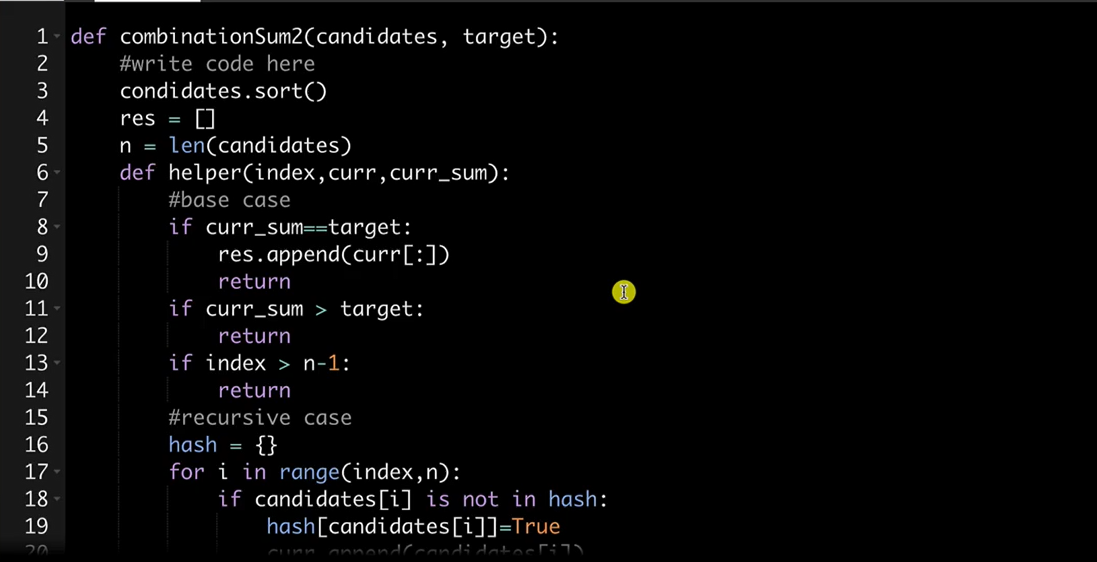 1 def combinationSum2(candidates, target):
2 #write code here
3 condidates.sort()
4 res = []
5 n = len(candidates)
6 def helper(index,curr,curr_sum):
7 #base case
8 if curr_sum==target:
9 res.append(curr[:])
10 return
11 if curr_sum > target:
12 return
13 if index > n-1:
14 return
15 #recursive case
16 hash = {}
17 for i in range(index,n):
18 if candidates[i] is not in hash:
19 hash[candidates[i]]=True
20 curr.append(candidates[i])